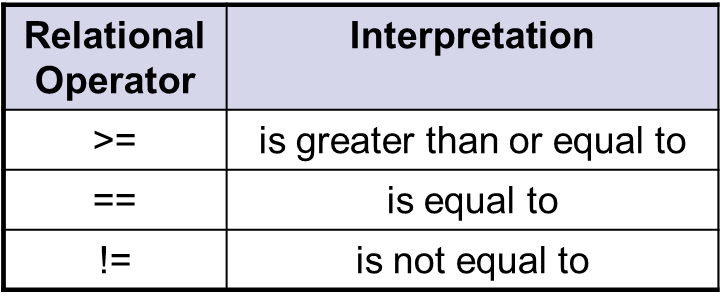 Relational Operator
Interpretation
>=
is greater than or equal to
==
is equal to
!=
is not equal to